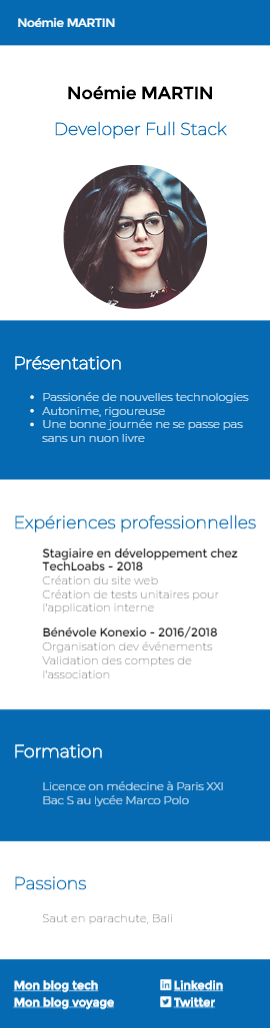 Noémie MARTIN
Noémie MARTIN
Developer Full Stack
Présentation
• Passionée de nouvelles technologies
• Autonime, rigoureuse
• Une bonne journée ne se passe pas
sans un nuon livre
Expériences professionnelles
Stagiaire en développement chez
TechLoabs - 2018
Création du site web
Création de tests unitaires pour
l'application interne
Bénévole Konexio - 2016/2018
Organisation dev événements
Validation des comptes de
l'association
Formation
Licence on médecine à Paris XXI
Bac S au lycée Marco Polo
Passions
Saut en parachute, Bali
Mon blog tech
Linkedin
Mon blog voyage
Twitter